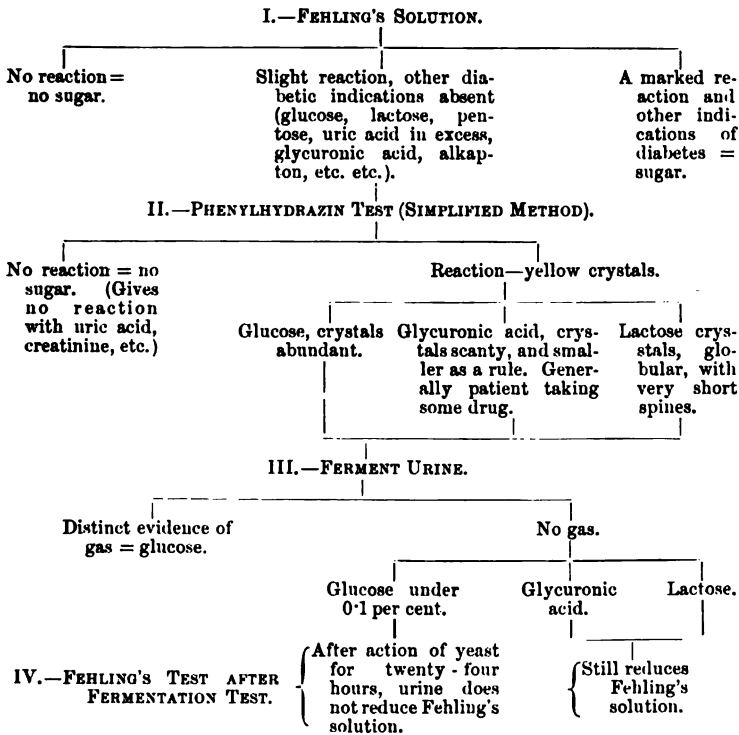 I.—FEHLING'S SOLUTION.
No reaction =
no sugar.
Slight reaction, other dia-
betic indications absent
(glucose, lactose, pen-
tose, uric acid in excess,
glycuronic acid, alkap-
ton, etc. etc.).
A marked re-
action and
other indi-
cations of
diabetes =
sugar.
II.—PHENYLHYDRAZIN TEST (SIMPLIFIED METHOD).
No reaction = no
sugar. (Gives
no reaction
with uric acid,
creatinine, etc.)
Reaction—yellow crystals.
Glucose, crystals
abundant.
Glycuronic acid, crys-
tals scanty, and smal-
ler as a rule. Gener-
ally patient taking
some drug.
Lactose crys-
stals, glo-
bular, with
very short
spines.
III.—FERMENT URINE.
Distinct evidence of
gas = glucose.
No gas.
Glucose under
0·1 per cent.
Glycuronic
acid.
Lactose.
IV.—FEHLING'S TEST AFTER
FERMENTATION TEST.
After action of yeast
for twenty-four
hours, urine does
not reduce Fehling's
solution.
Still reduces
Fehling's
solution.